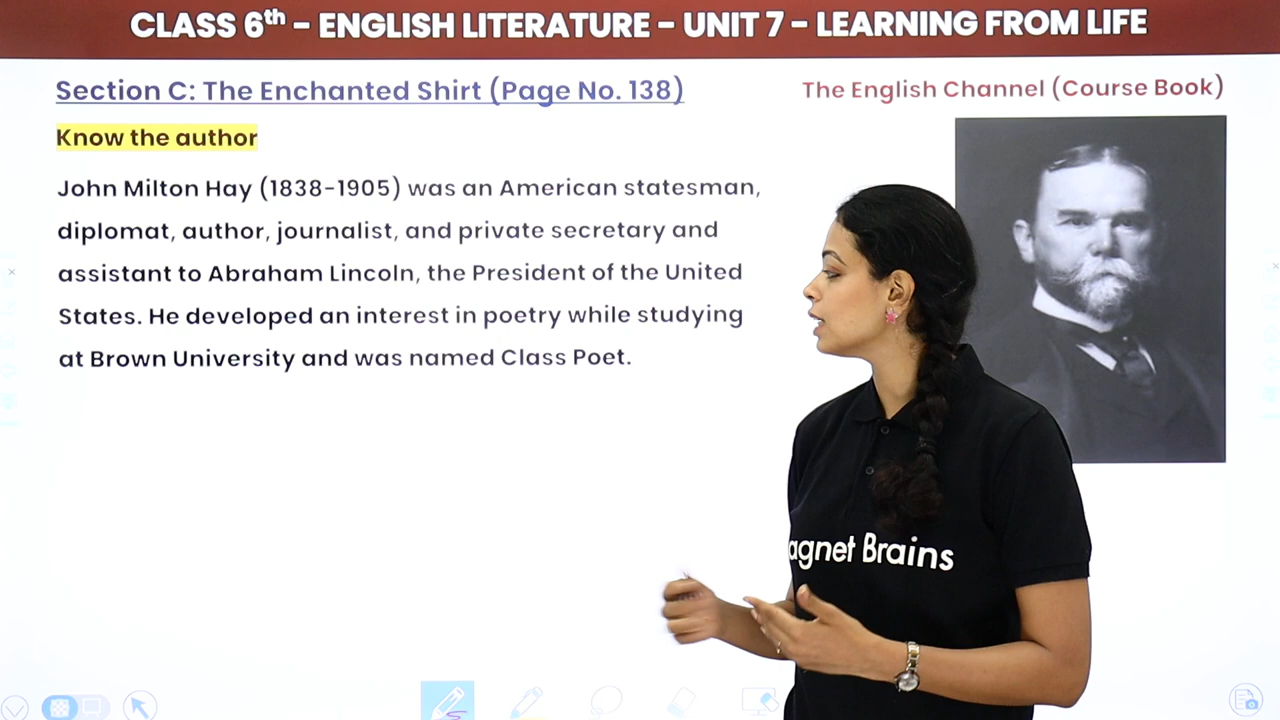 CLASS 6th - ENGLISH LITERATURE - UNIT 7 - LEARNING FROM LIFE
Section C: The Enchanted Shirt (Page No. 138)
The English Channel (Course Book)
Know the author
John Milton Hay (1838-1905) was an American statesman,
diplomat, author, journalist, and private secretary and
assistant to Abraham Lincoln, the President of the United
States. He developed an interest in poetry while studying
at Brown University and was named Class Poet.
agnet Brains